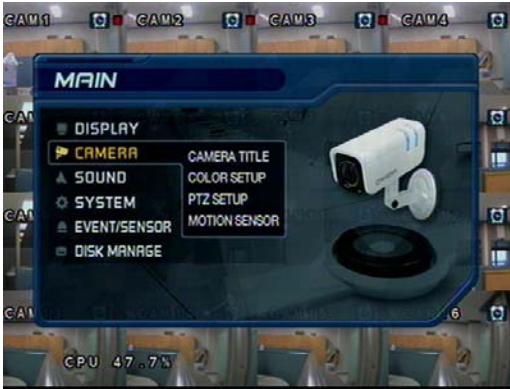 CAM1 CAM2 CAM3 CAM4
MAIN
DISPLAY
CAMERA
SOUND
SYSTEM
EVENT/SENSOR
DISK MANAGE
CAMERA TITLE
COLOR SETUP
PTZ SETUP
MOTION SENSOR
CPU 47.7%